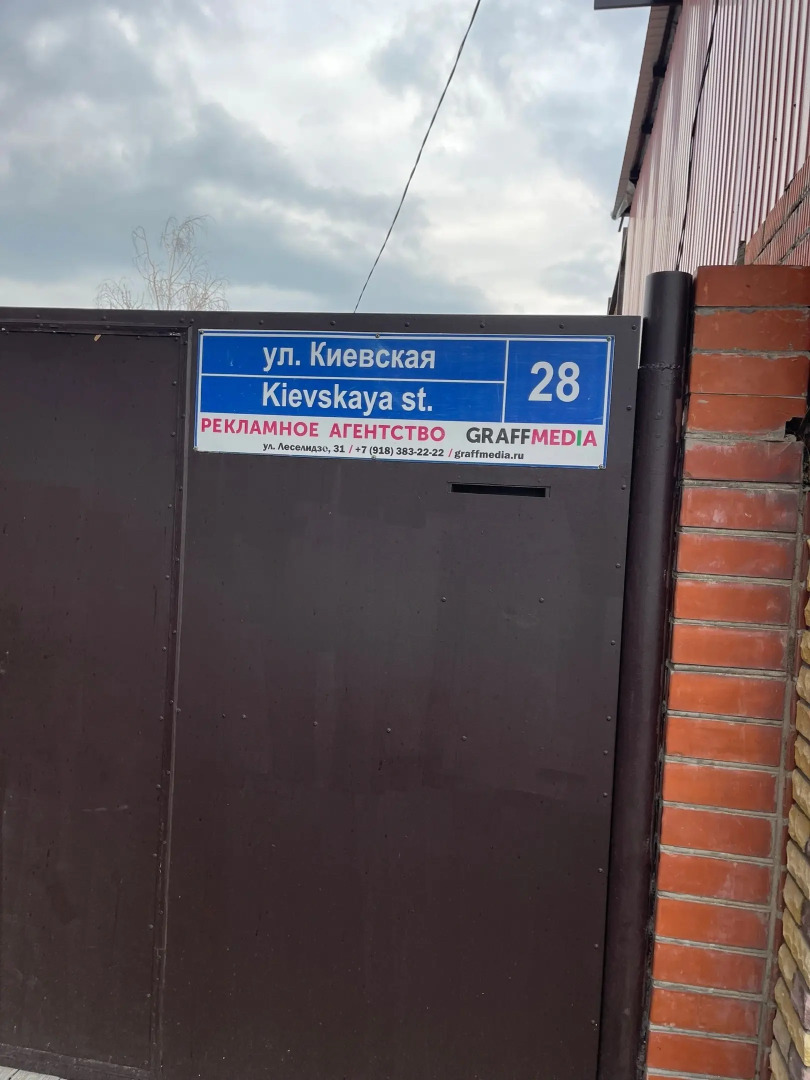 ул. Киевская
Kievskaya st.
28
РЕКЛАМНОЕ АГЕНТСТВО GRAFFMEDIA
ул. Леселидзе, 31 / +7 (918) 383-22-22 / graffmedia.ru